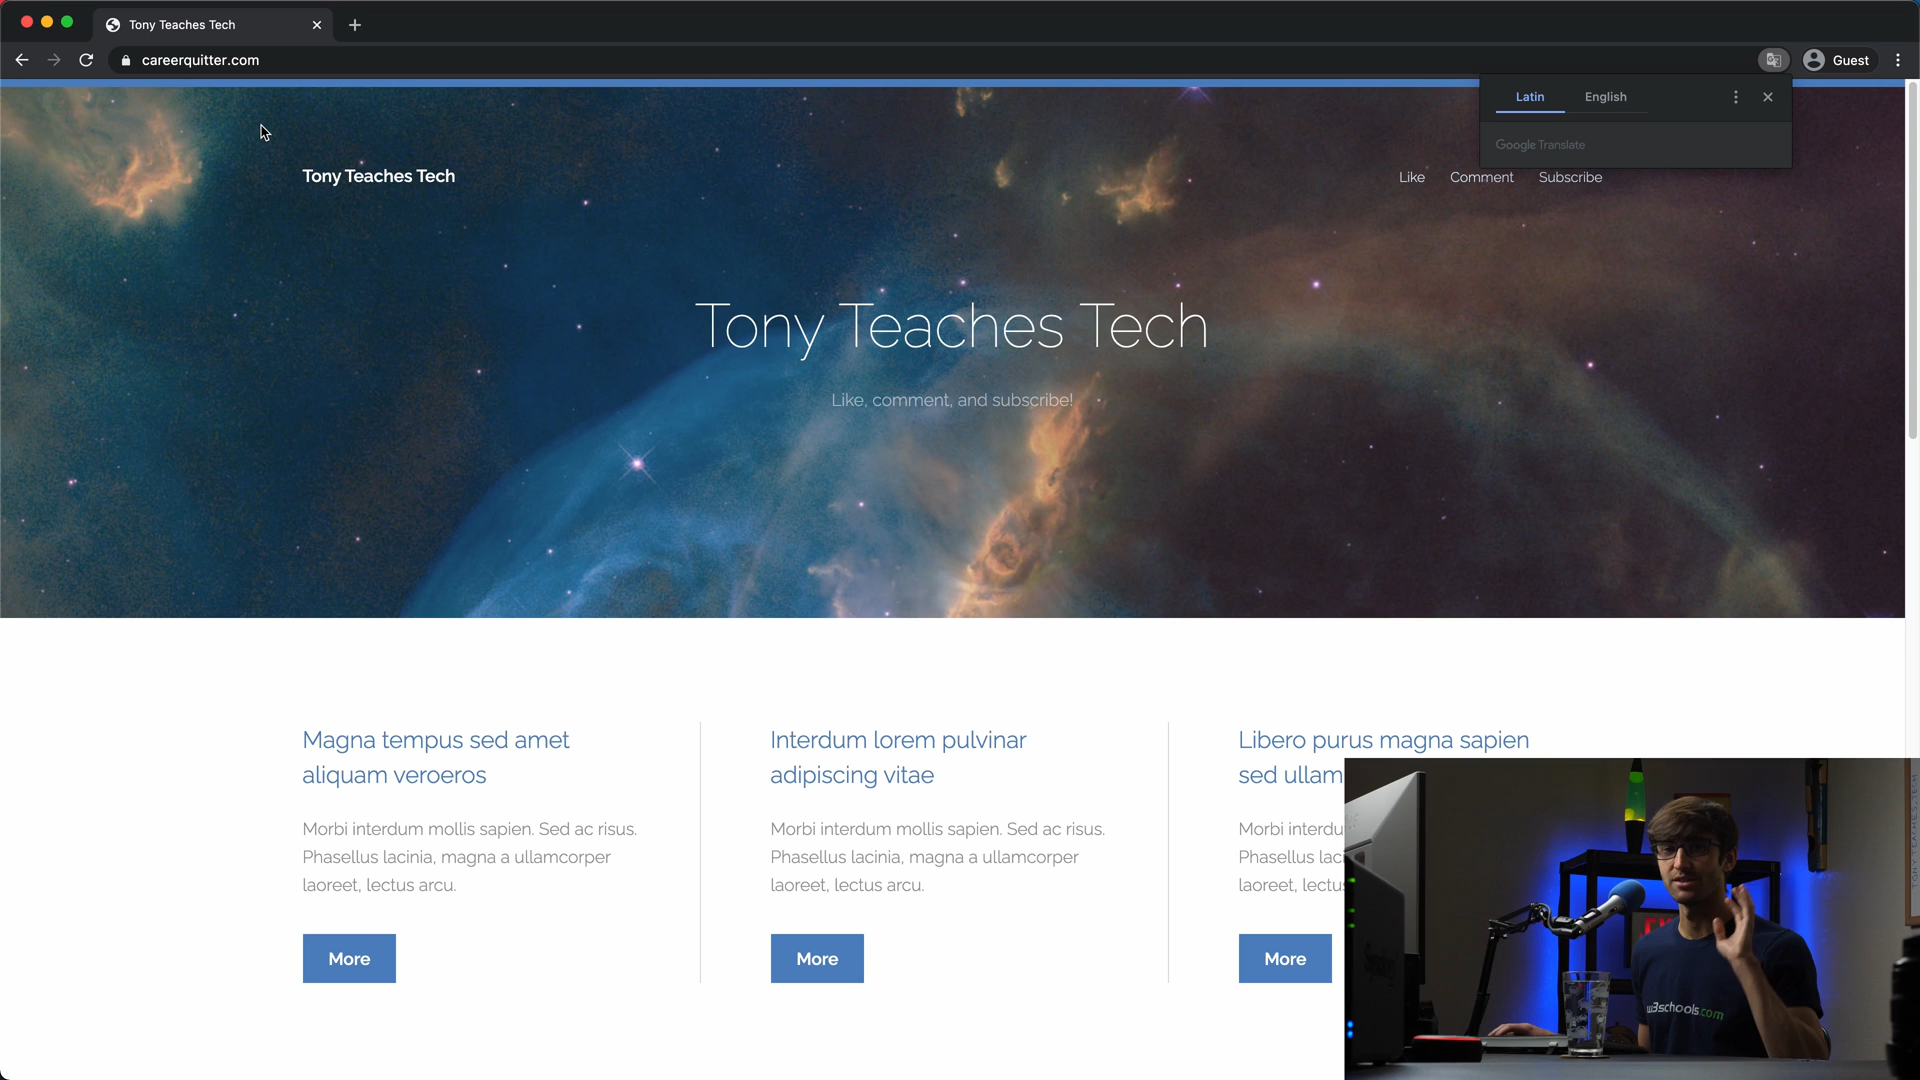 Tony Teaches Tech
careerquitter.com
Guest
Latin English
Google Translate
Tony Teaches Tech
Like Comment Subscribe
Tony Teaches Tech
Like, comment, and subscribe!
Magna tempus sed amet
aliquam veroeros
Morbi interdum mollis sapien. Sed ac risus.
Phasellus lacinia, magna a ullamcorper
laoreet, lectus arcu.
More
Interdum lorem pulvinar
adipiscing vitae
Morbi interdum mollis sapien. Sed ac risus.
Phasellus lacinia, magna a ullamcorper
laoreet, lectus arcu.
More
Libero purus magna sapien
sed ullam
Morbi interdu
Phasellus lac
laoreet, lectu
More
w3schools.com
TONY TEACHES TECH